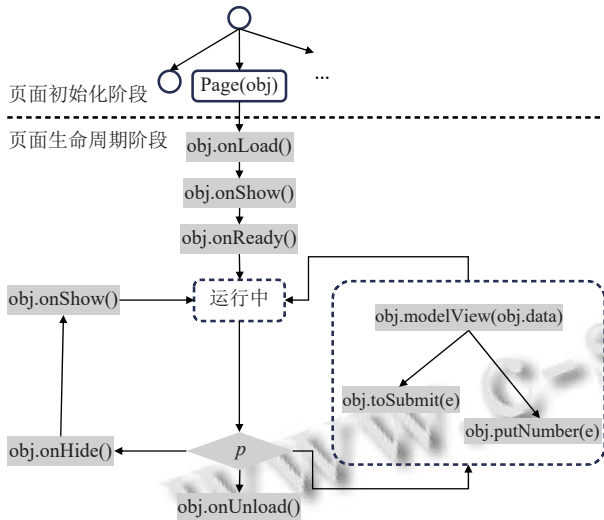 Page(obj)
...
页面初始化阶段
页面生命周期阶段
obj.onLoad()
obj.onShow()
obj.onReady()
obj.onShow()
运行中
obj.modelView(obj.data)
obj.toSubmit(e)
obj.putNumber(e)
obj.onHide()
p
obj.onUnload()
www c-s